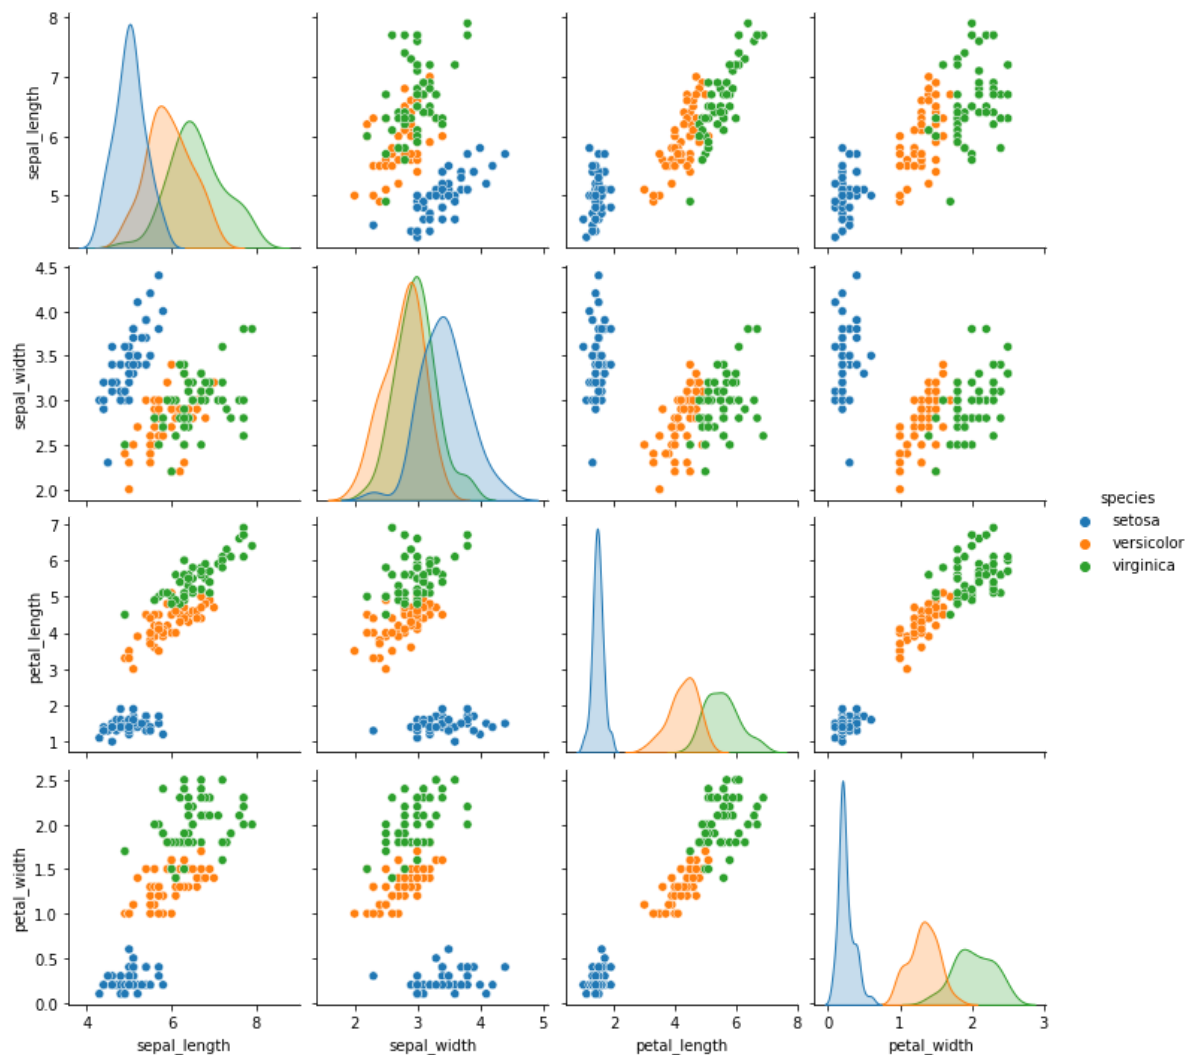 8
7
6
5
sepal_length
4.5
4.0
3.5
3.0
2.5
2.0
sepal_width
7
6
5
4
3
2
1
petal_length
2.5
2.0
1.5
1.0
0.5
0.0
petal_width
4 6 8
sepal_length
2 3 4 5
sepal_width
2 4 6 8
petal_length
0 1 2 3
petal_width
species
setosa
versicolor
virginica